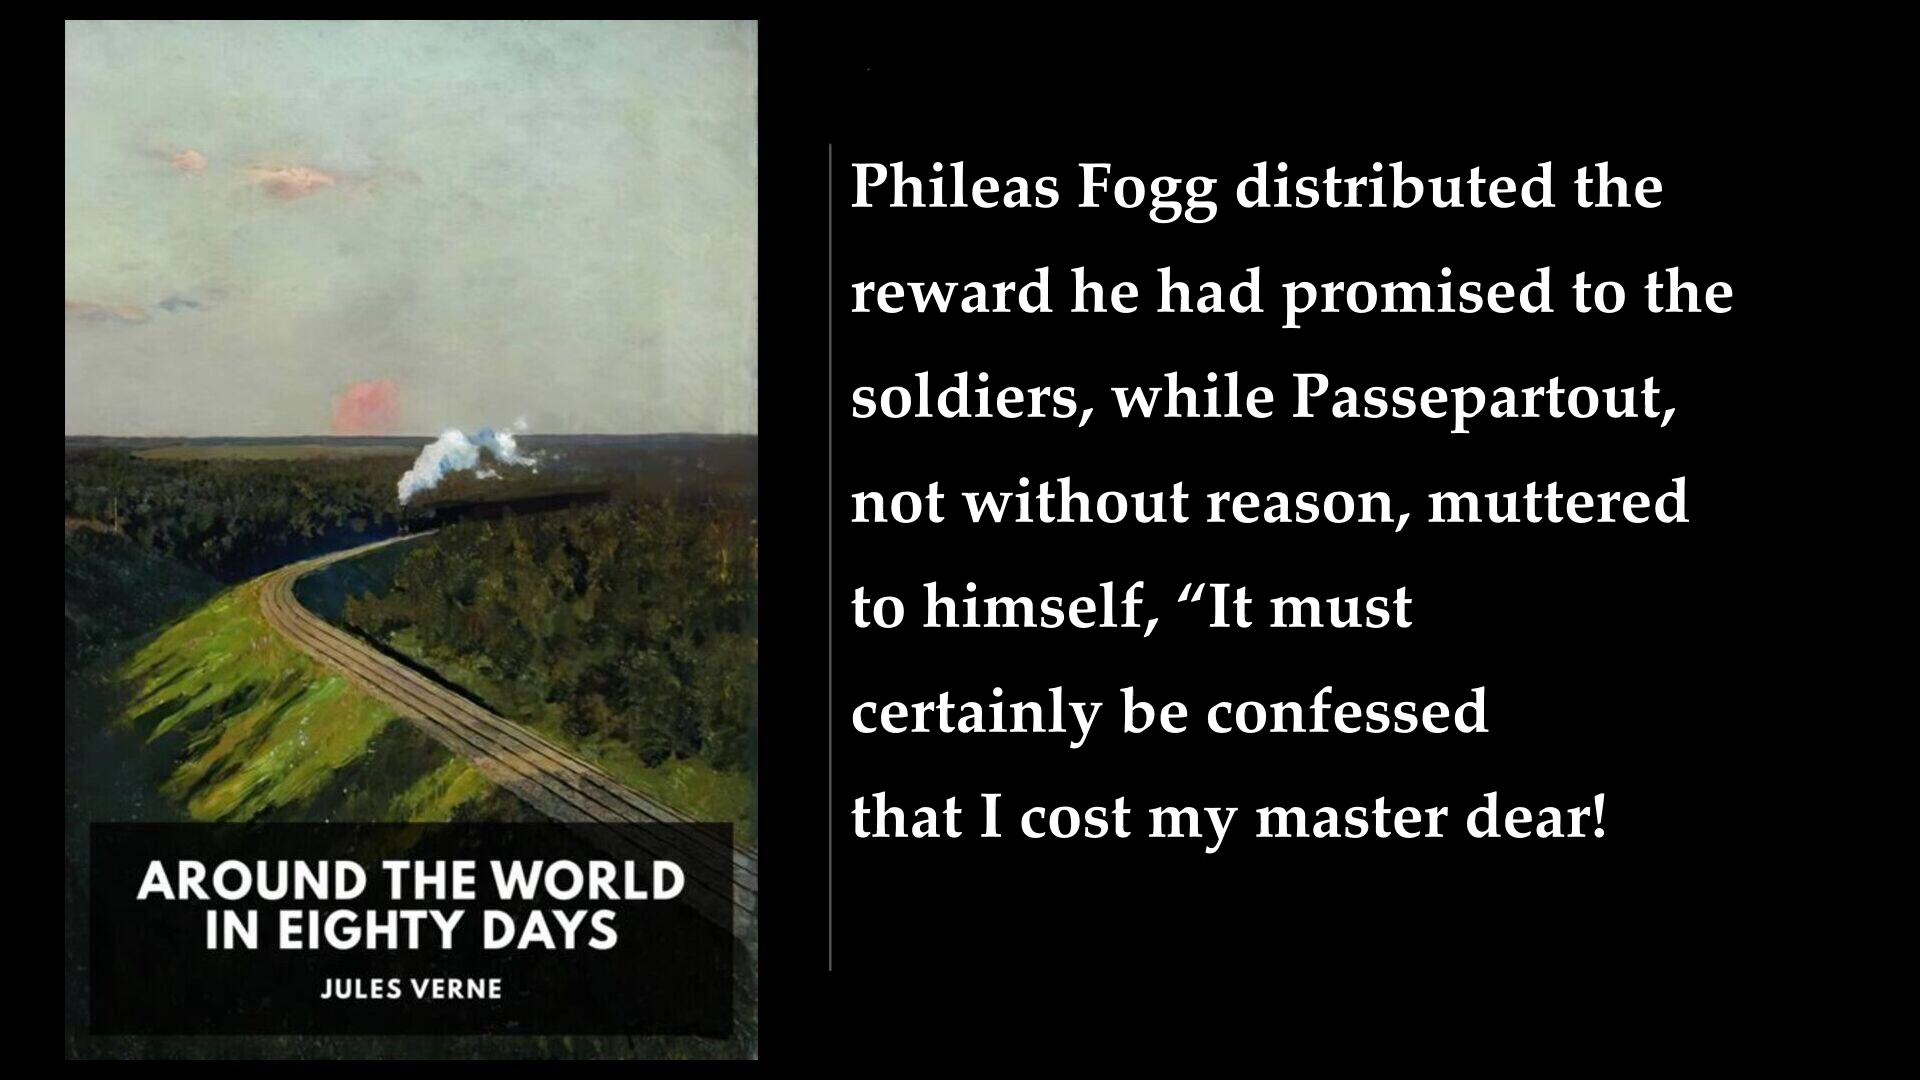 AROUND THE WORLD
IN EIGHTY DAYS
JULES VERNE
Phileas Fogg distributed the
reward he had promised to the
soldiers, while Passepartout,
not without reason, muttered
to himself, “It must
certainly be confessed
that I cost my master dear!